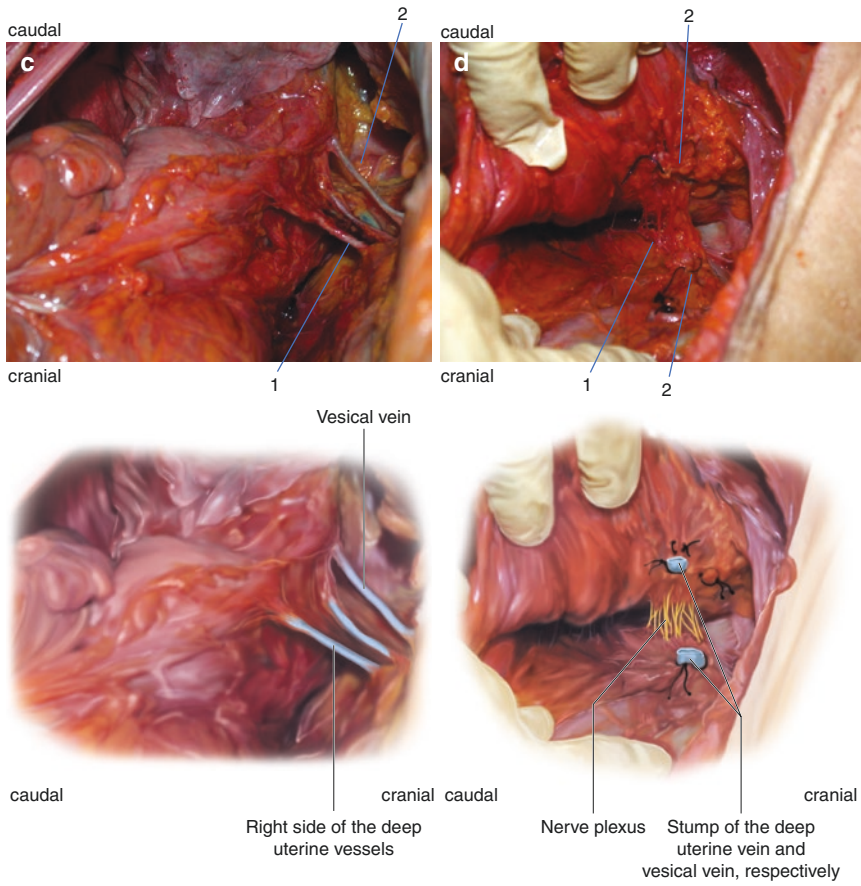 caudal
2
c
caudal
2
d
cranial
1
cranial
1
2
Vesical vein
caudal
cranial
caudal
cranial
Right side of the deep
uterine vessels
Nerve plexus
Stump of the deep
uterine vein and
vesical vein, respectively